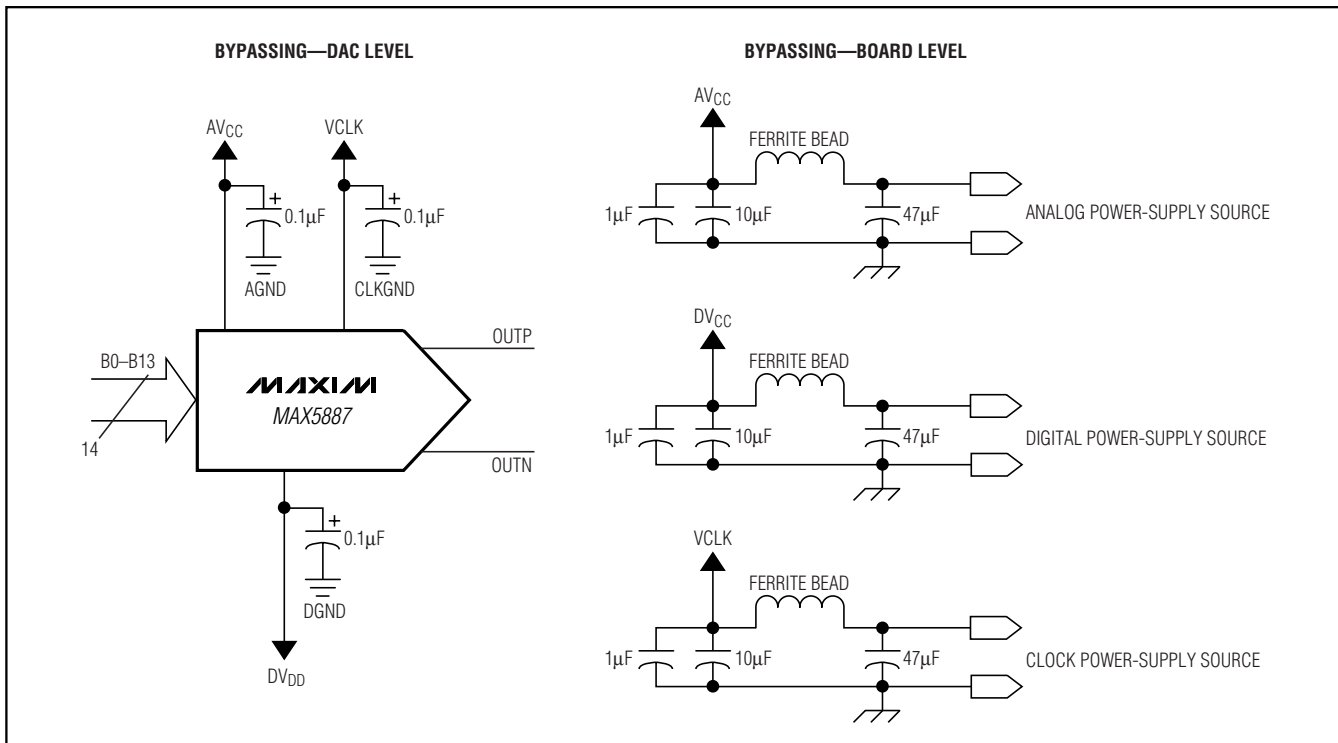 BYPASSING—DAC LEVEL
AVCC
VCLK
+
0.1µF
+
0.1µF
AGND
CLKGND
B0–B13
14
MAXIM
MAX5887
OUTP
OUTN
+
0.1µF
DGND
DVDD
BYPASSING—BOARD LEVEL
AVCC
FERRITE BEAD
1µF
10µF
47µF
ANALOG POWER-SUPPLY SOURCE
DVCC
FERRITE BEAD
1µF
10µF
47µF
DIGITAL POWER-SUPPLY SOURCE
VCLK
FERRITE BEAD
1µF
10µF
47µF
CLOCK POWER-SUPPLY SOURCE